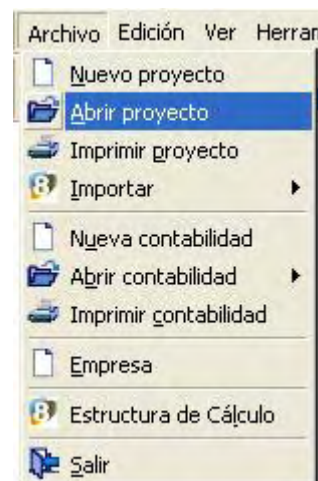 Archivo Edición Ver Herrar
Nuevo proyecto
Abrir proyecto
Imprimir proyecto
Importar
Nueva contabilidad
Abrir contabilidad
Imprimir contabilidad
Empresa
Estructura de Cálculo
Salir